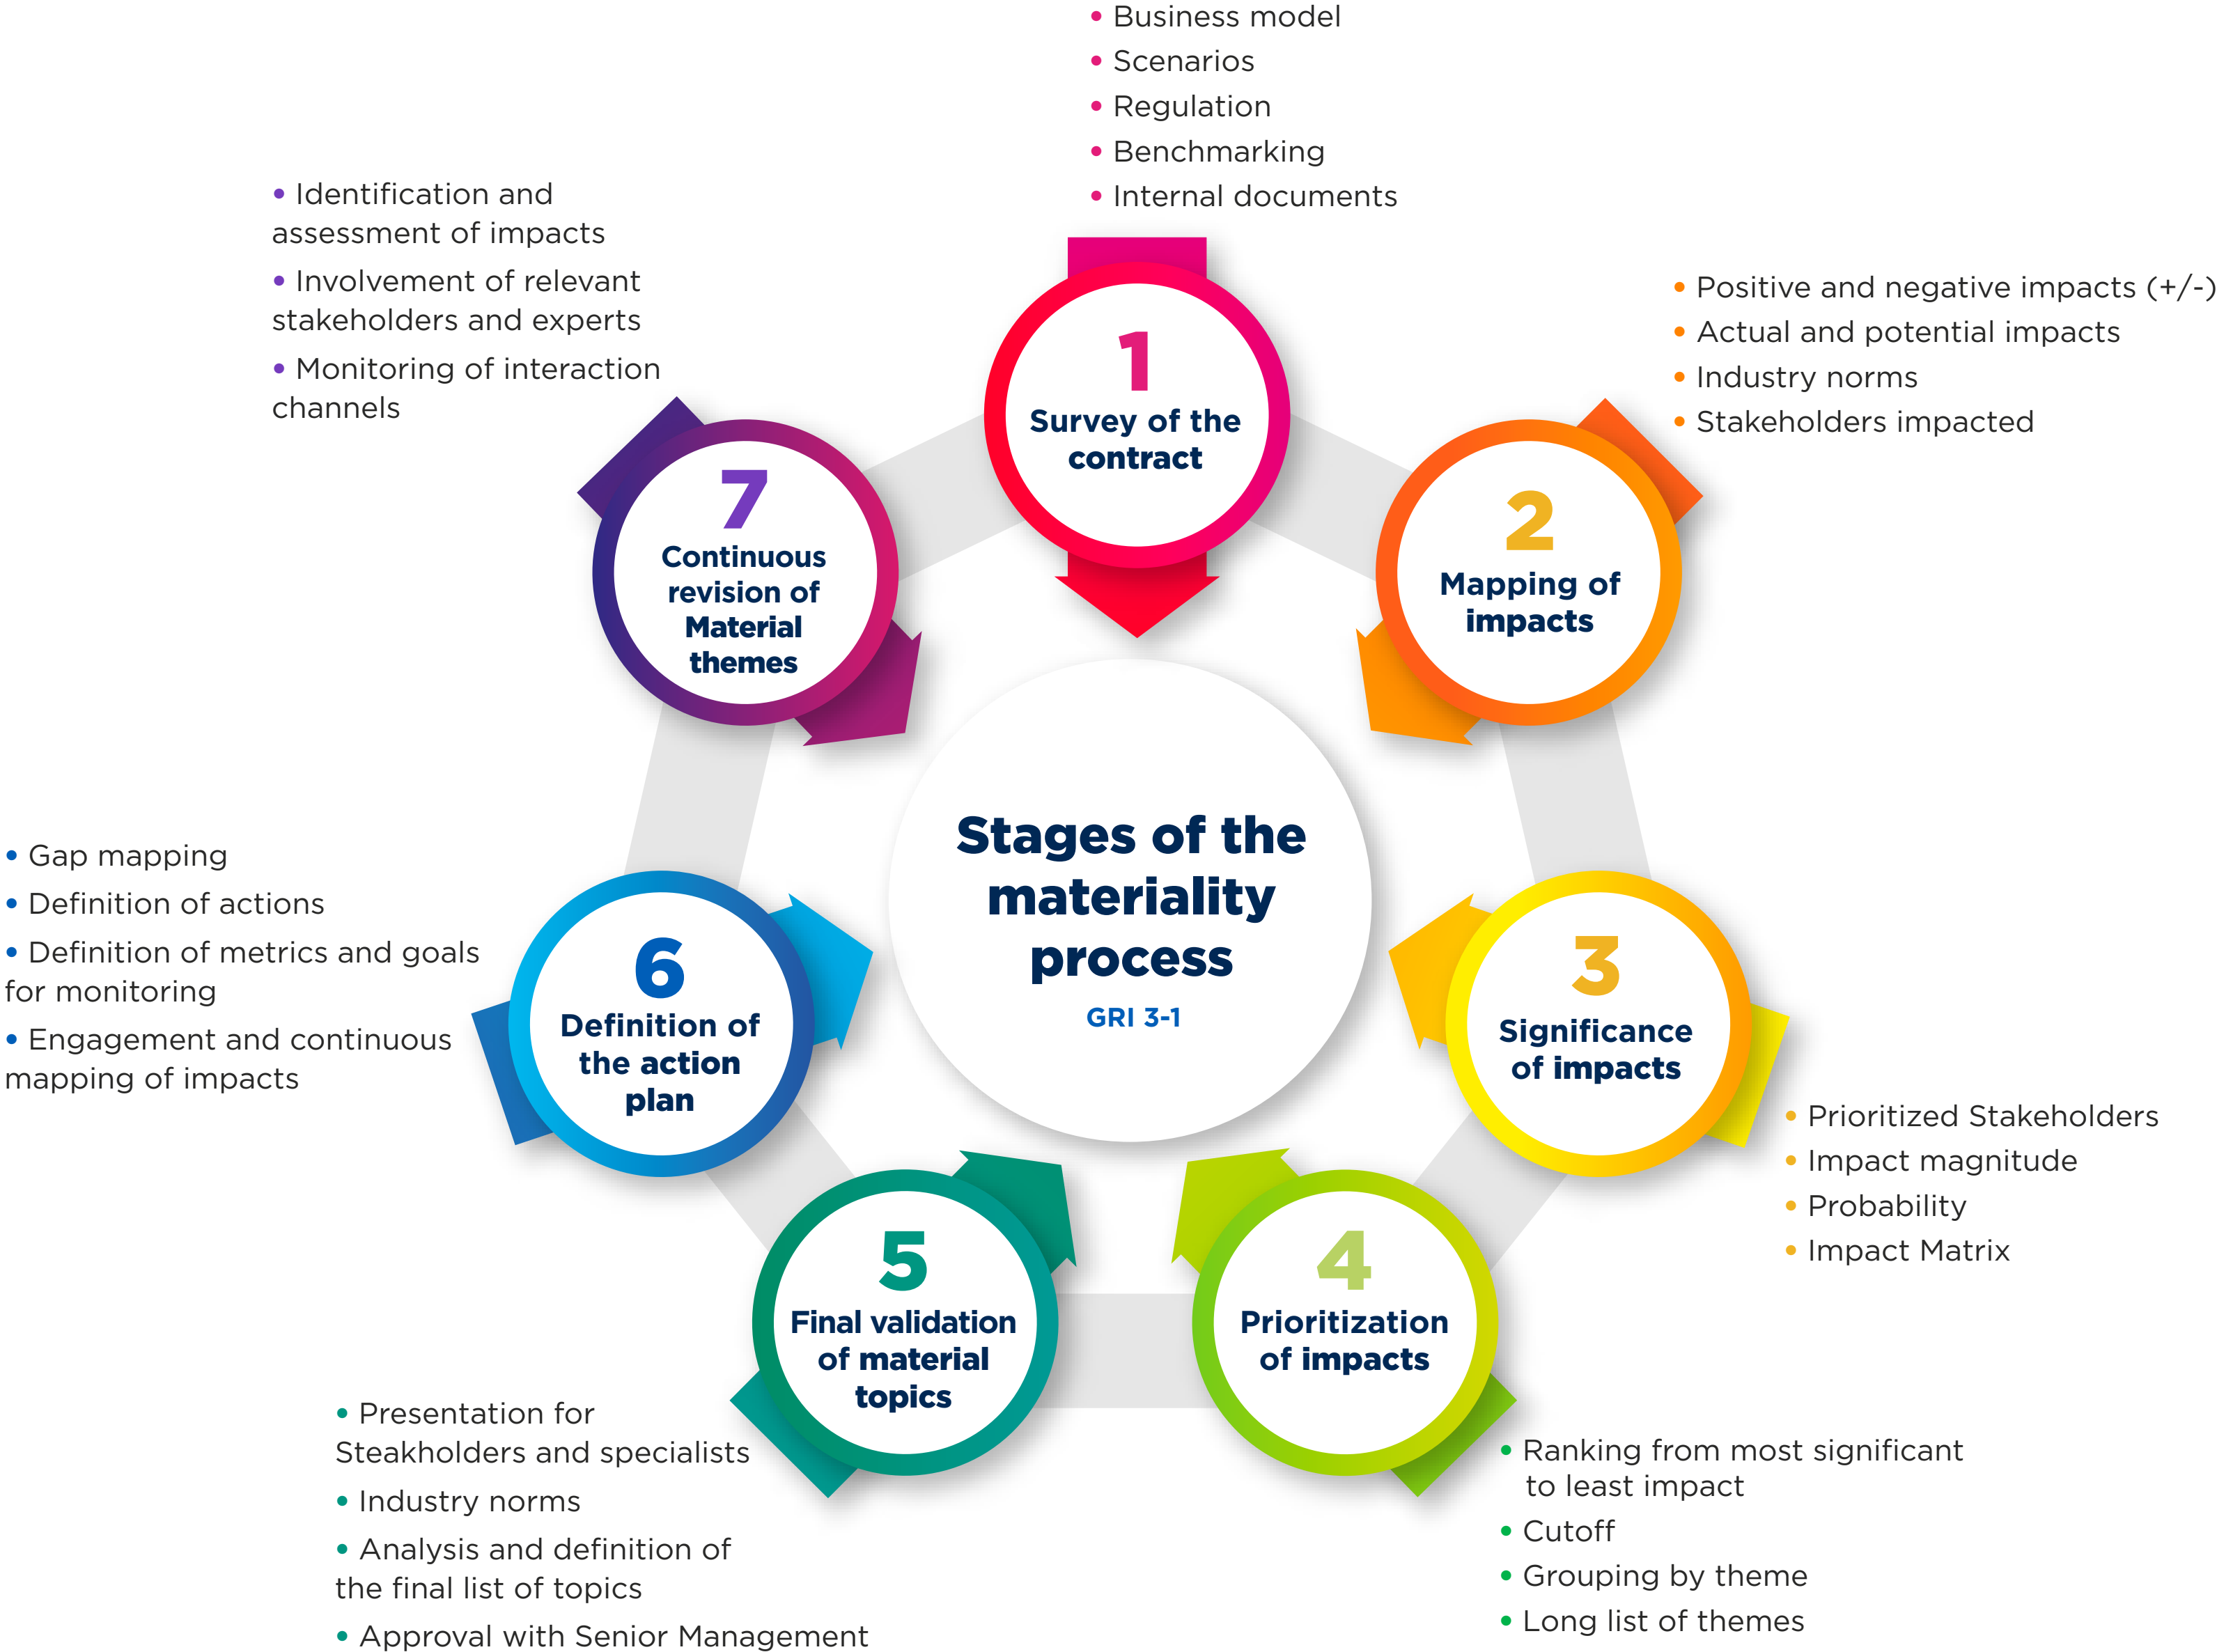 • Business model
• Scenarios
• Regulation
• Benchmarking
• Internal documents
1
Survey of the
contract
• Positive and negative impacts (+/-)
• Actual and potential impacts
• Industry norms
• Stakeholders impacted
2
Mapping of
impacts
3
Significance
of impacts
• Prioritized Stakeholders
• Impact magnitude
• Probability
• Impact Matrix
4
Prioritization
of impacts
• Ranking from most significant
to least impact
• Cutoff
• Grouping by theme
• Long list of themes
5
Final validation
of material
topics
• Presentation for
Steakholders and specialists
• Industry norms
• Analysis and definition of
the final list of topics
• Approval with Senior Management
6
Definition of
the action
plan
• Gap mapping
• Definition of actions
• Definition of metrics and goals
for monitoring
• Engagement and continuous
mapping of impacts
7
Continuous
revision of
Material
themes
• Identification and
assessment of impacts
• Involvement of relevant
stakeholders and experts
• Monitoring of interaction
channels
Stages of the
materiality
process
GRI 3-1